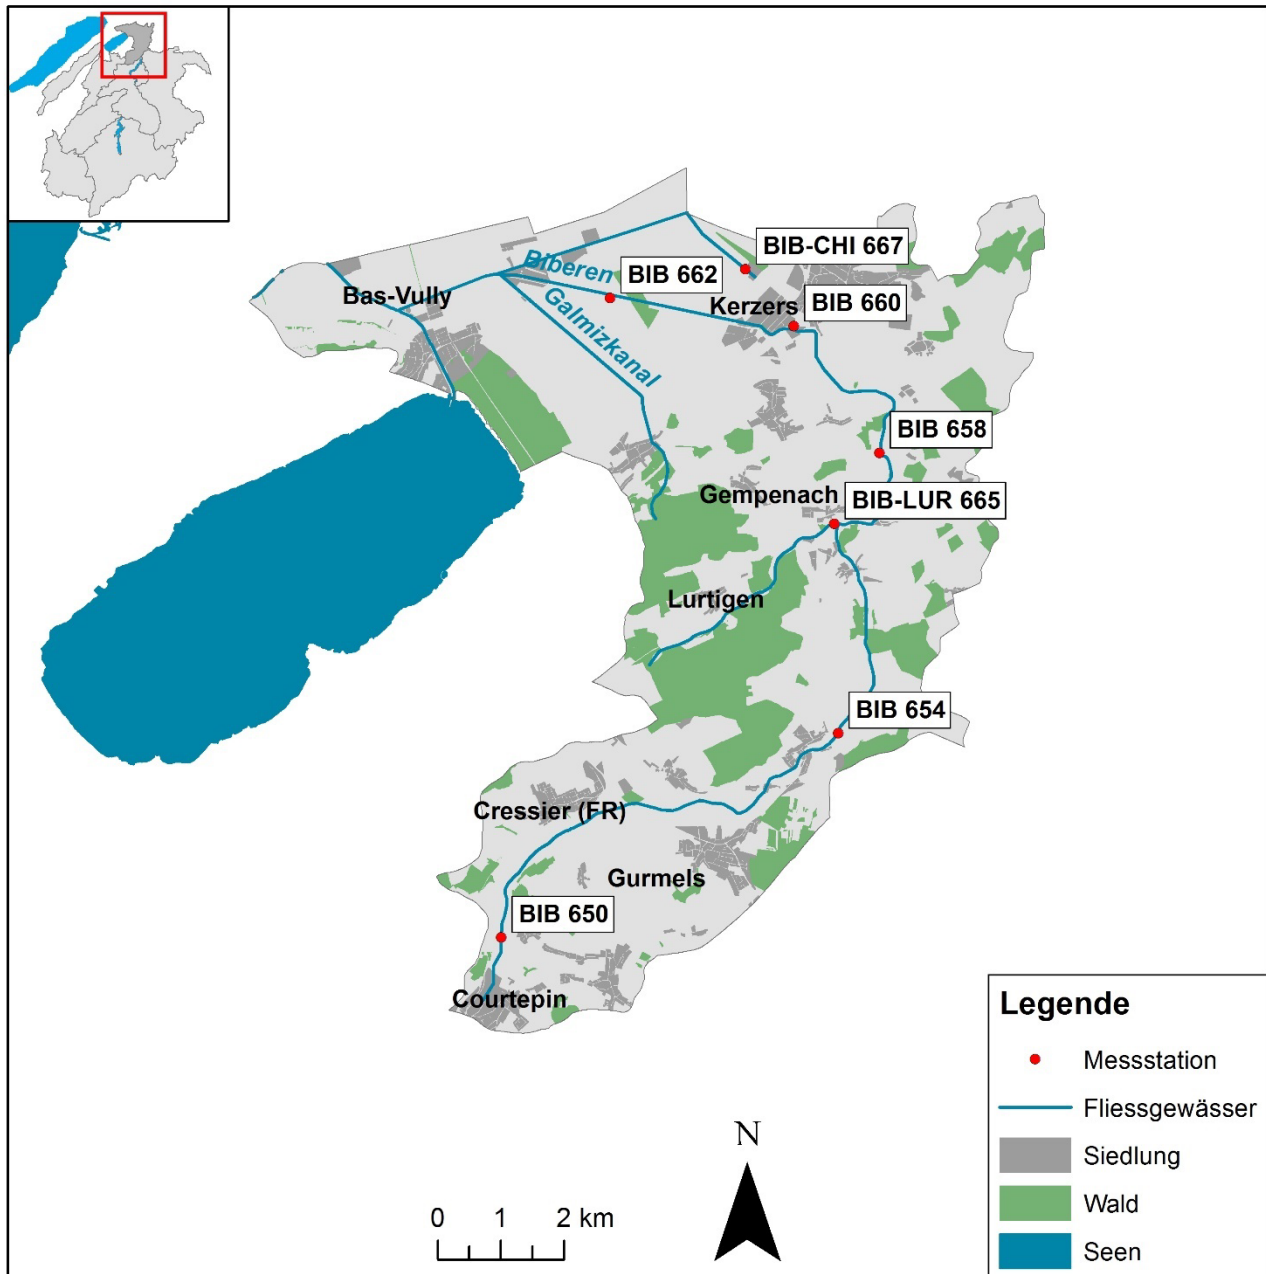 BIB-CHI 667
Biberen
BIB 662
Bas-Vully
Kerzers
BIB 660
Galmizkanal
BIB 658
Gempenach
BIB-LUR 665
Lurtigen
BIB 654
Cressier (FR)
Gurmels
BIB 650
Courtepin
Legende
Messstation
Fliessgewässer
Siedlung
Wald
Seen
N
0 1 2 km